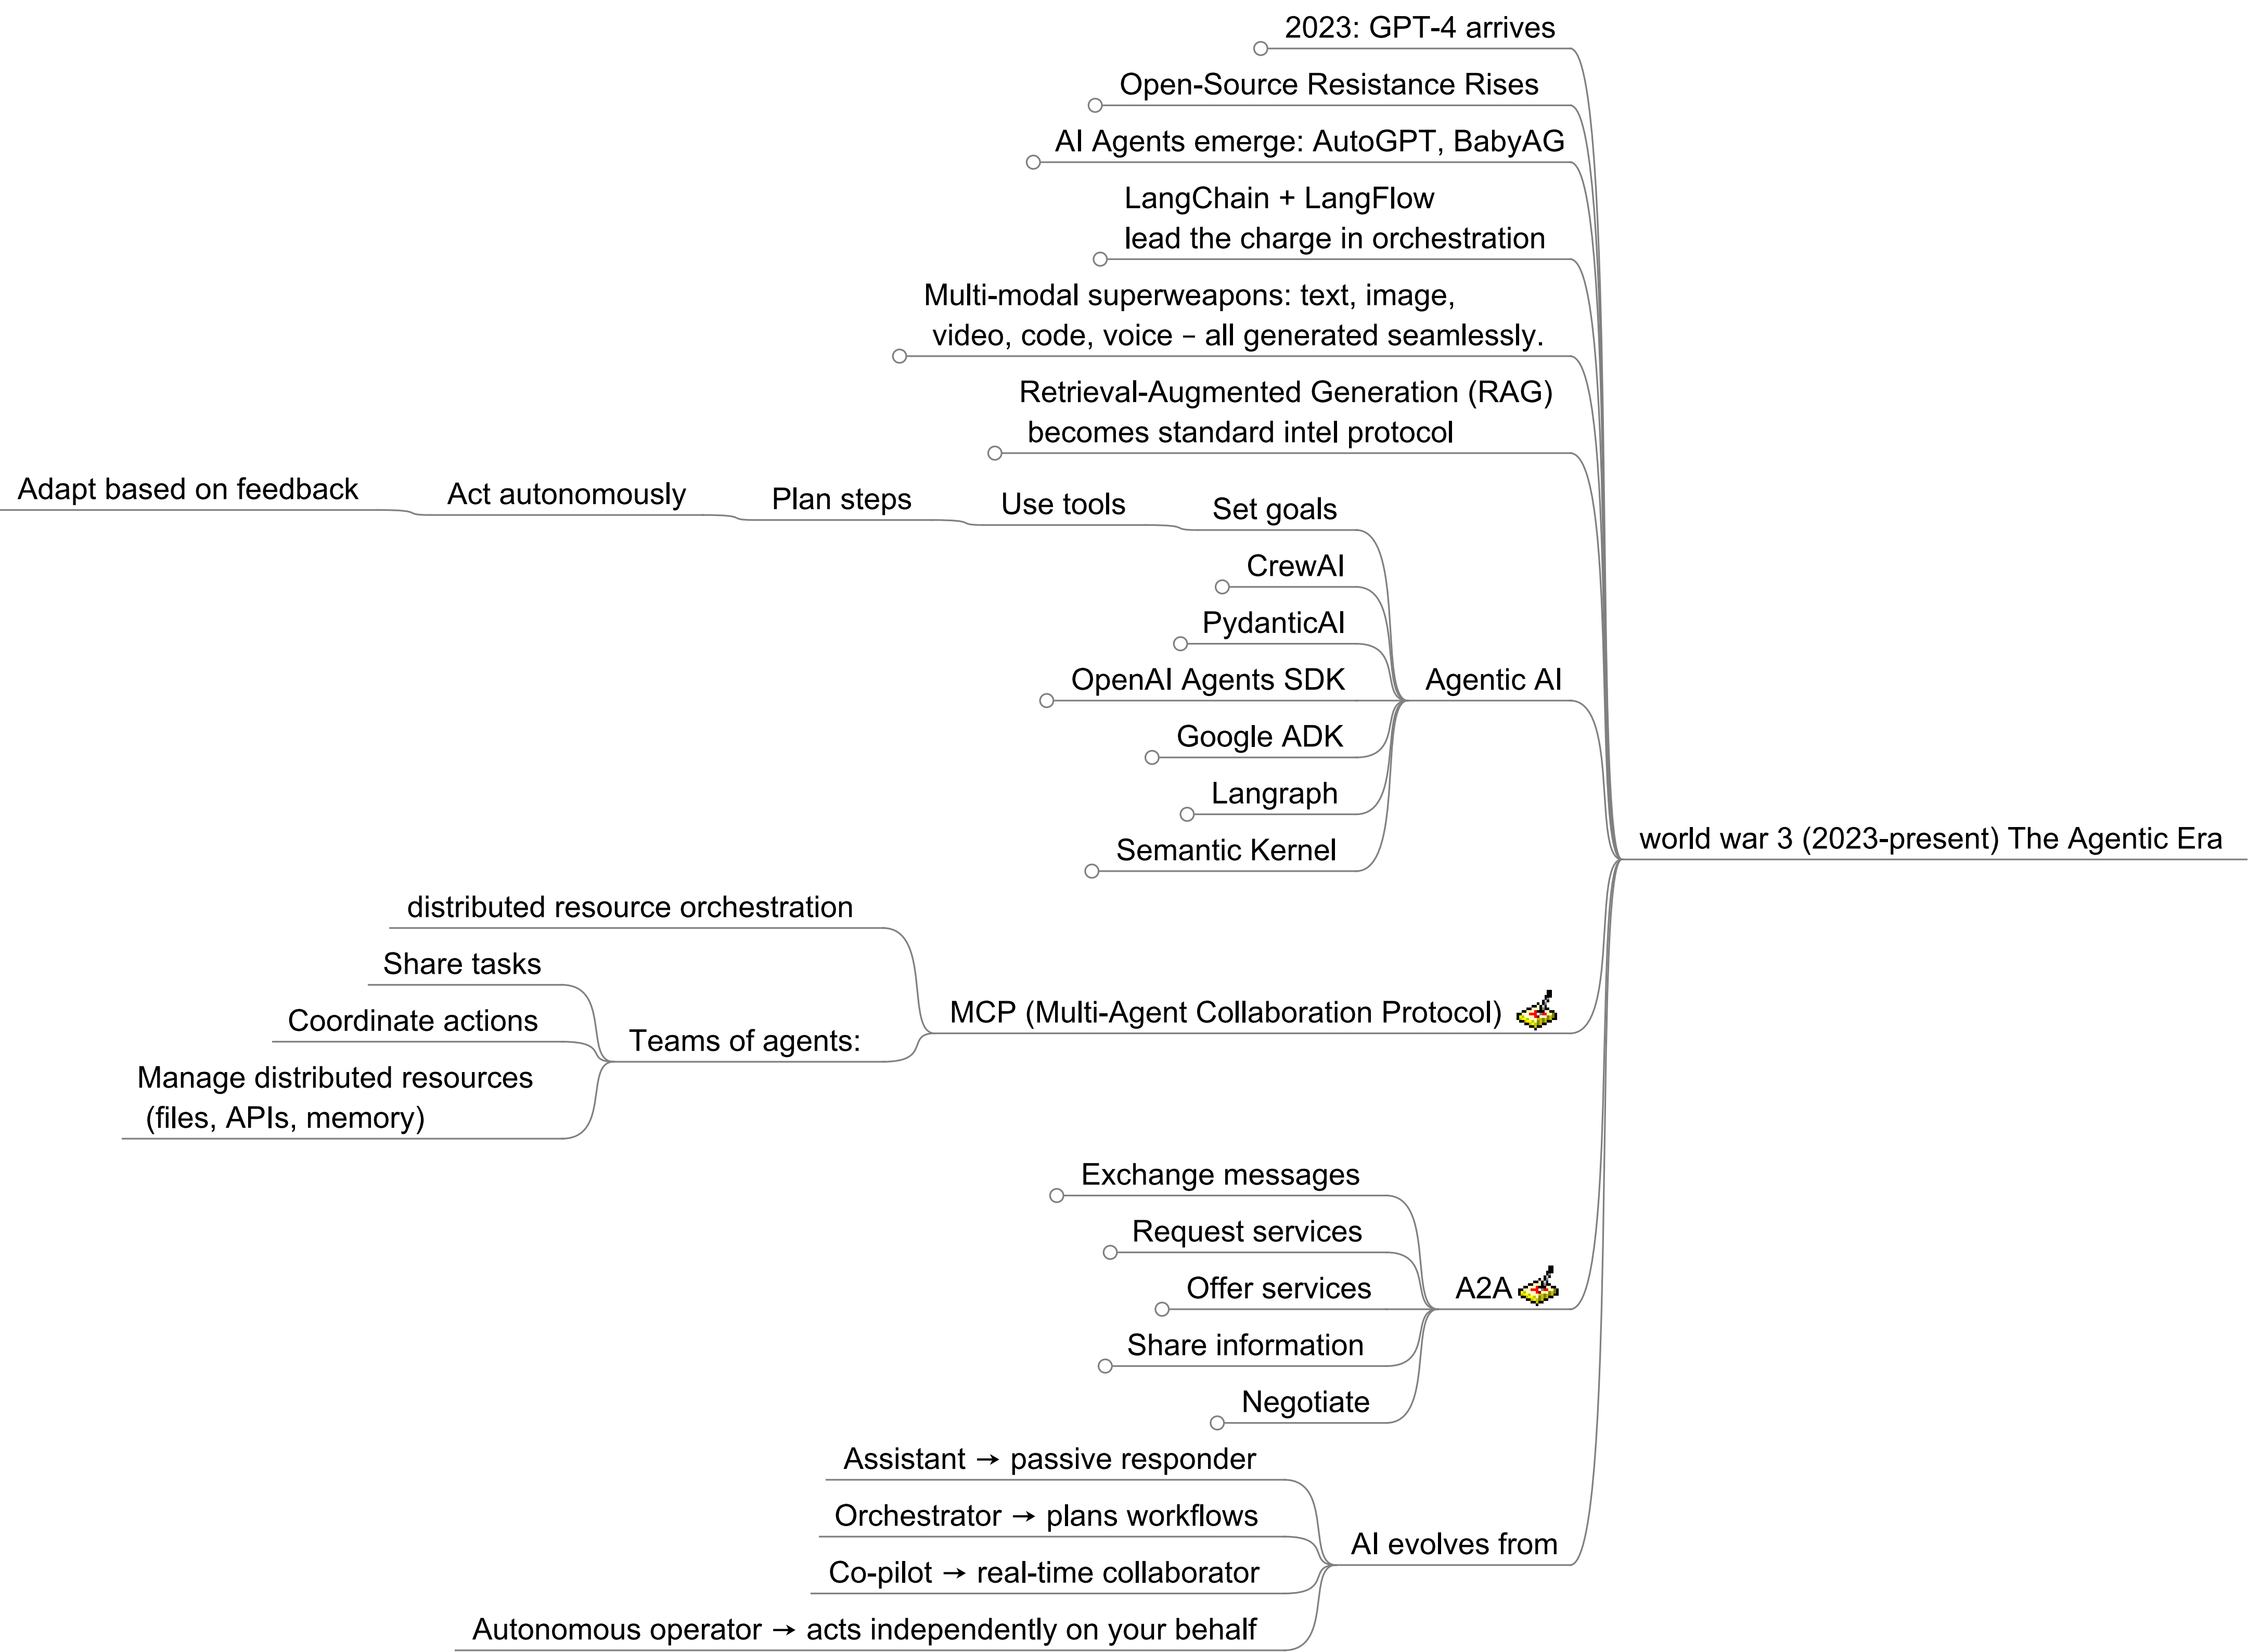 2023: GPT-4 arrives
Open-Source Resistance Rises
AI Agents emerge: AutoGPT, BabyAG
LangChain + LangFlow
lead the charge in orchestration
Multi-modal superweapons: text, image,
video, code, voice – all generated seamlessly.
Retrieval-Augmented Generation (RAG)
becomes standard intel protocol
Adapt based on feedback
Act autonomously
Plan steps
Use tools
Set goals
CrewAI
PydanticAI
OpenAI Agents SDK
Agentic AI
Google ADK
Langraph
Semantic Kernel
world war 3 (2023-present) The Agentic Era
distributed resource orchestration
Share tasks
Coordinate actions
Manage distributed resources
(files, APIs, memory)
Teams of agents:
MCP (Multi-Agent Collaboration Protocol)
Exchange messages
Request services
Offer services
A2A
Share information
Negotiate
Assistant → passive responder
Orchestrator → plans workflows
Co-pilot → real-time collaborator
Autonomous operator → acts independently on your behalf
AI evolves from